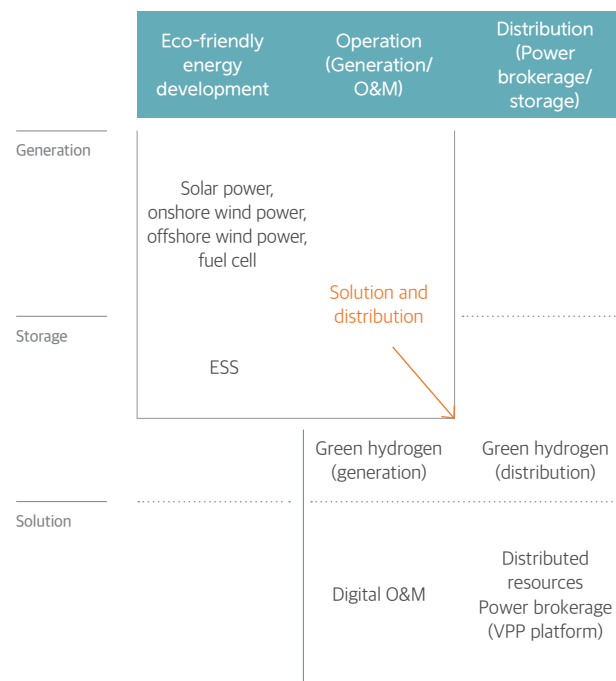 Eco-friendly
energy
development
Operation
(Generation/
O&M)
Distribution
(Power
brokerage/
storage)
Generation
Solar power,
onshore wind power,
offshore wind power,
fuel cell
Solution and
distribution
Storage
ESS
Green hydrogen
(generation)
Green hydrogen
(distribution)
Solution
Digital O&M
Distributed
resources
Power brokerage
(VPP platform)